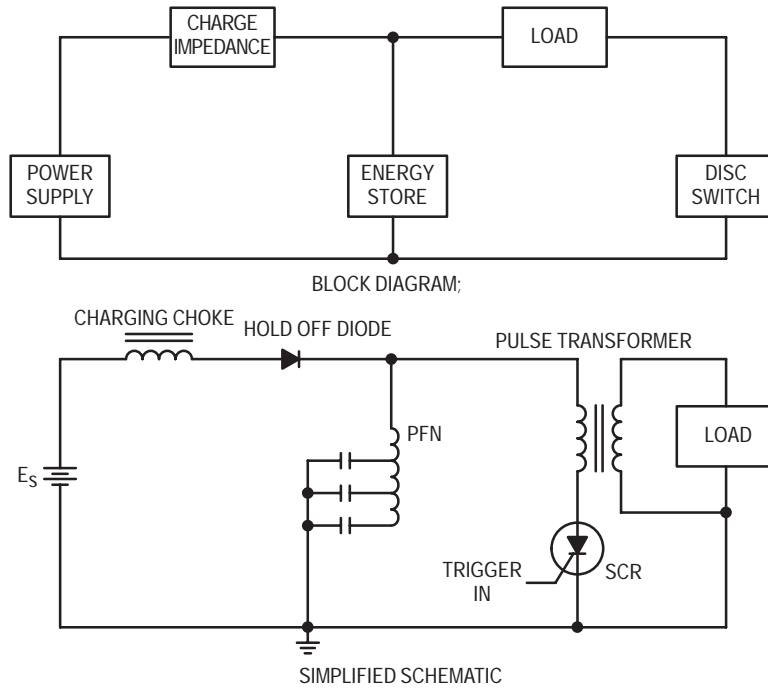 CHARGE
IMPEDANCE
LOAD
POWER
SUPPLY
ENERGY
STORE
DISC
SWITCH
BLOCK DIAGRAM;
CHARGING CHOKE
HOLD OFF DIODE
PULSE TRANSFORMER
PFN
LOAD
ES
TRIGGER
IN
SCR
SIMPLIFIED SCHEMATIC